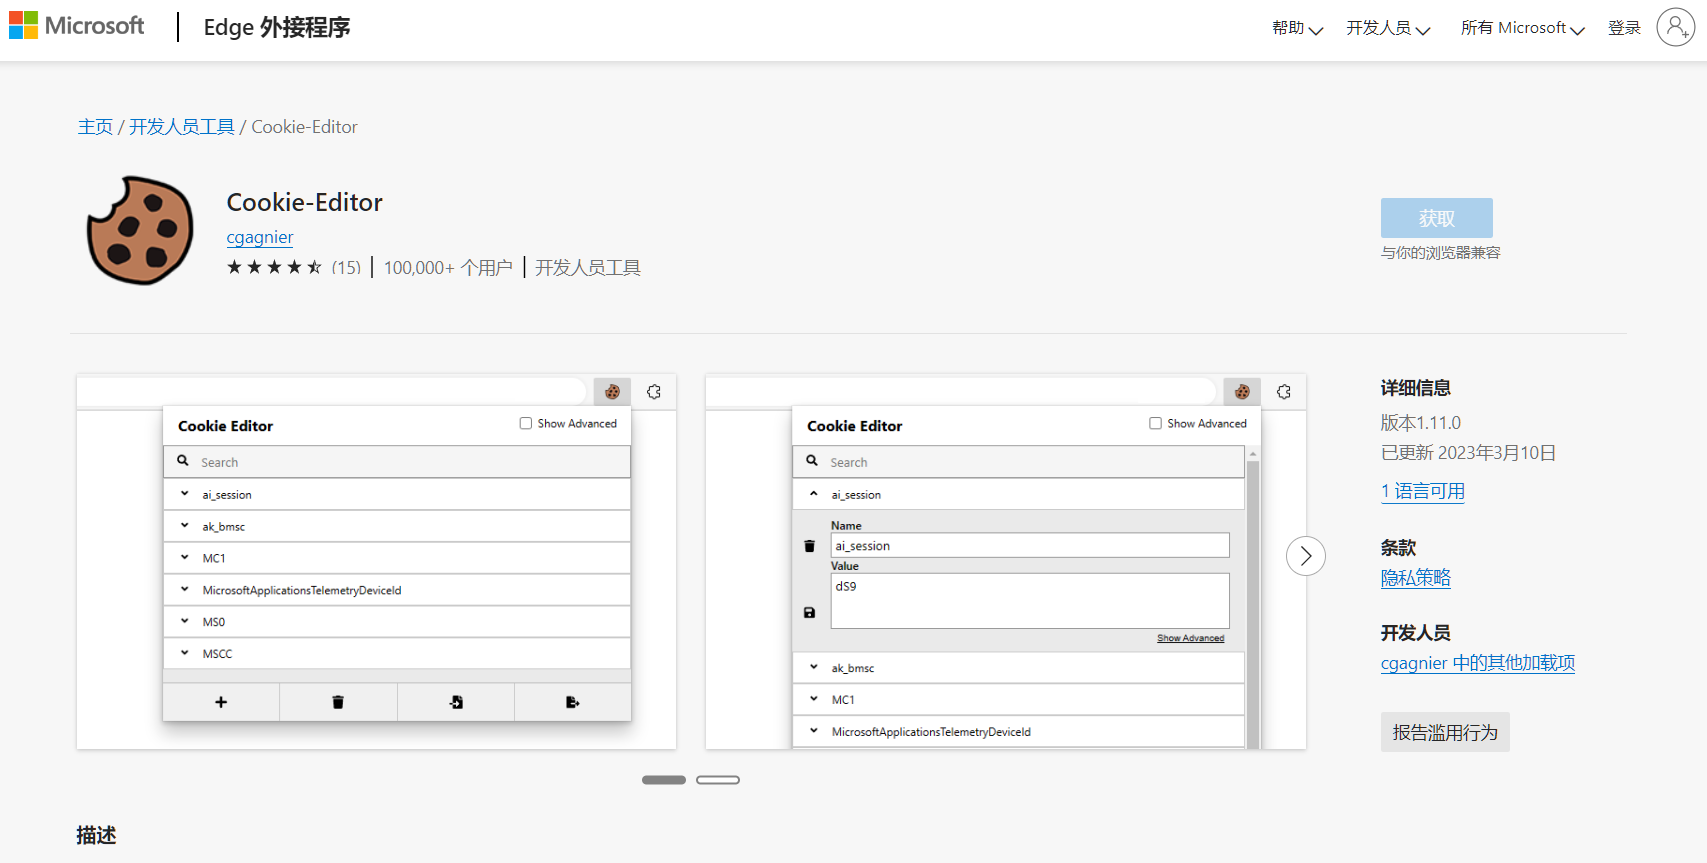 Microsoft
Edge 外接程序
帮助
开发人员
所有 Microsoft
登录
主页 / 开发人员工具 / Cookie-Editor
Cookie-Editor
cgagnier
(15)
100,000+ 个用户
开发人员工具
获取
与你的浏览器兼容
Cookie Editor
Show Advanced
Search
ai_session
ak_bmsc
MC1
MicrosoftApplicationsTelemetryDeviceId
MS0
MSCC
Cookie Editor
Show Advanced
Search
ai_session
Name
ai_session
Value
dS9
Show Advanced
ak_bmsc
MC1
MicrosoftApplicationsTelemetryDeviceId
详细信息
版本1.11.0
已更新 2023年3月10日
1 语言可用
条款
隐私策略
开发人员
cgagnier 中的其他加载项
报告滥用行为
描述